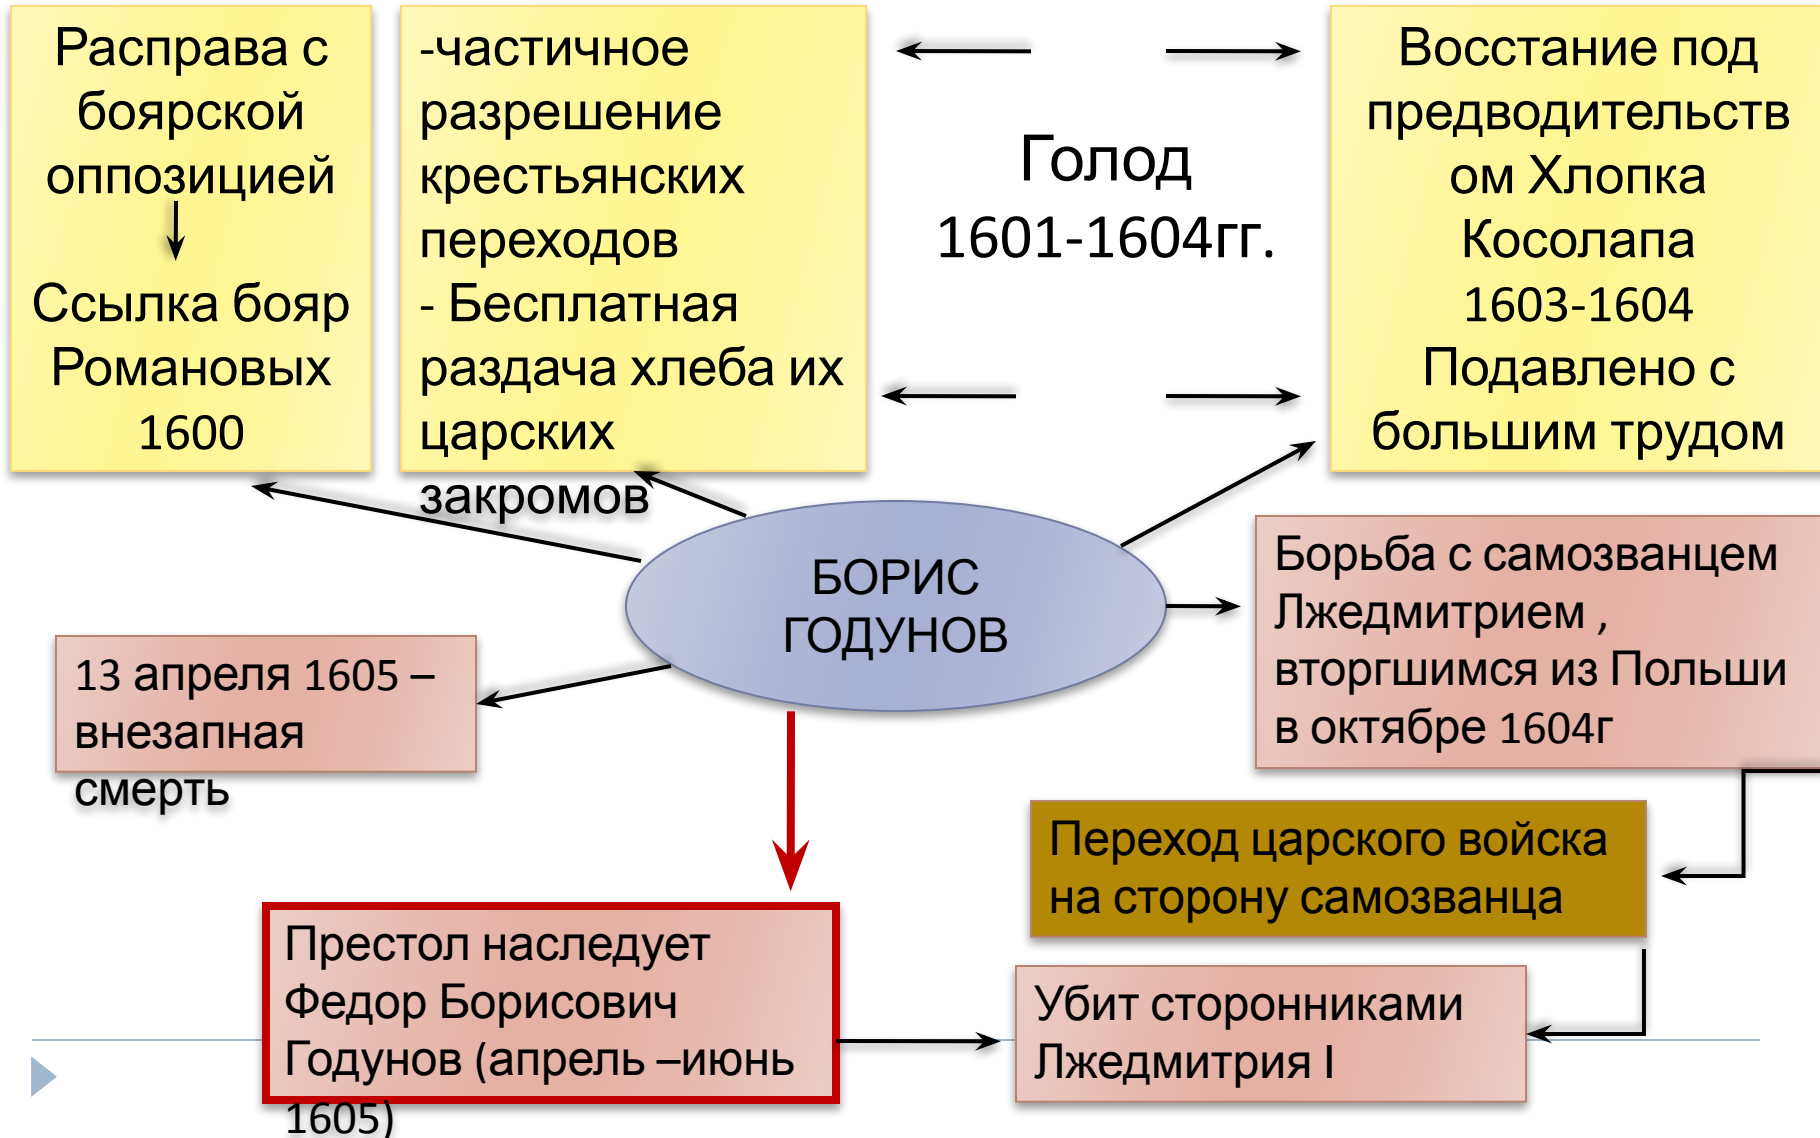 Расправа с
боярской
оппозицией
Ссылка бояр
Романовых
1600
-частичное
разрешение
крестьянских
переходов
- Бесплатная
раздача хлеба их
царских
закромов
Голод
1601-1604гг.
Восстание под
предводительств
ом Хлопка
Косолапа
1603-1604
Подавлено с
большим трудом
БОРИС
ГОДУНОВ
Борьба с самозванцем
Лжедмитрием ,
вторгшимся из Польши
в октябре 1604г
13 апреля 1605 –
внезапная
смерть
Переход царского войска
на сторону самозванца
Престол наследует
Федор Борисович
Годунов (апрель –июнь
1605)
Убит сторонниками
Лжедмитрия I